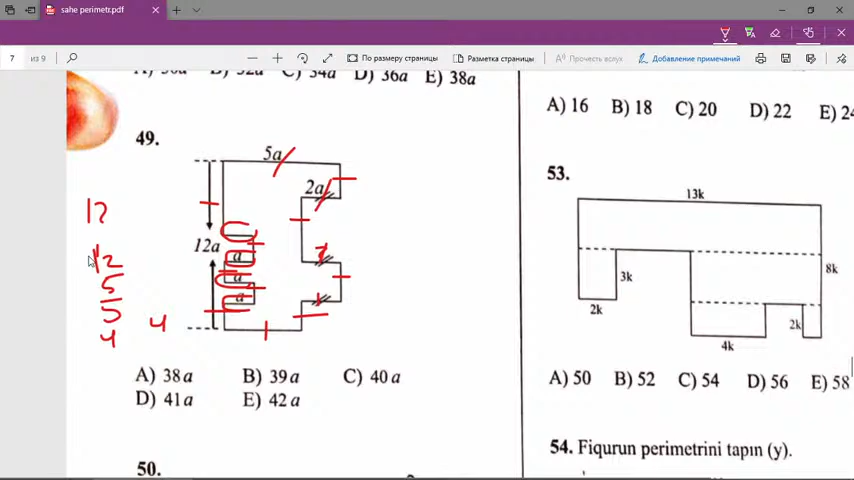 sahe perimetr.pdf
7 из 9
По размеру страницы
Разметка страницы
Прочесть вслух
Добавление примечаний
D) 36a E) 38a
49.
5a
2a
12a
a
a
a
12
12
5
5
4
4
A) 38a B) 39a C) 40a
D) 41a E) 42a
50.
A) 16 B) 18 C) 20 D) 22
53.
13k
8k
3k
2k
2k
4k
A) 50 B) 52 C) 54 D) 56 E) 58
54. Fiqurun perimetrini tapın (y).